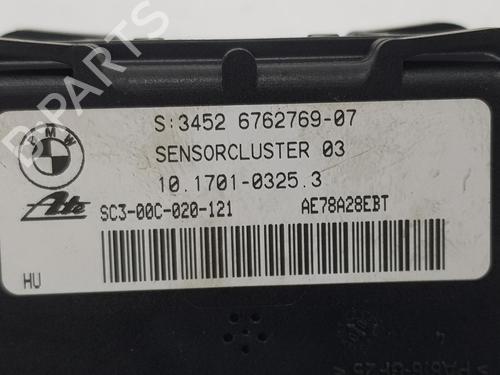 B-PARTS
BMW
S:3452 6762769-07
SENSORCLUSTER 03
10.1701-0325.3
Ate
SC3-00C-020-121 AE78A28EBT
HU